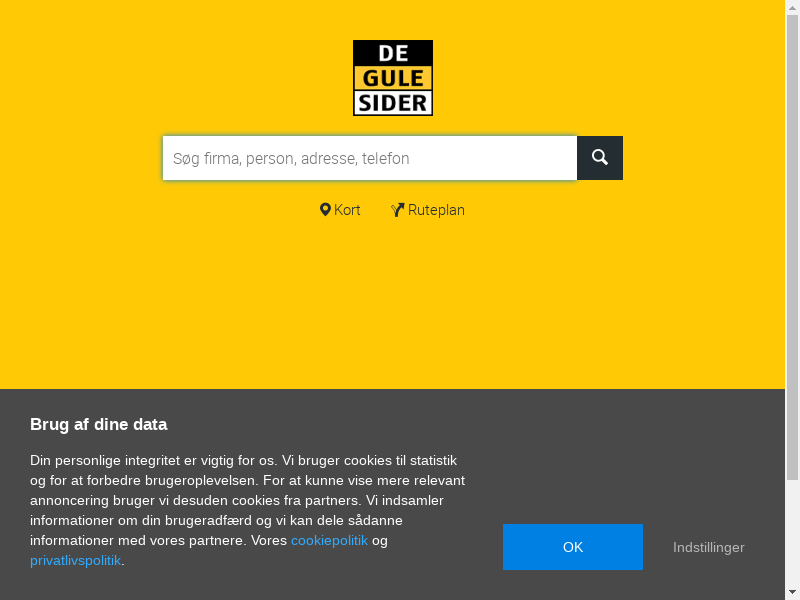 DE
GULE
SIDER
Søg firma, person, adresse, telefon
Kort
Ruteplan
Brug af dine data
Din personlige integritet er vigtig for os. Vi bruger cookies til statistik
og for at forbedre brugeroplevelsen. For at kunne vise mere relevant
annoncering bruger vi desuden cookies fra partners. Vi indsamler
informationer om din brugeradfærd og vi kan dele sådanne
informationer med vores partnere. Vores cookiepolitik og
privatlivspolitik.
OK
Indstillinger